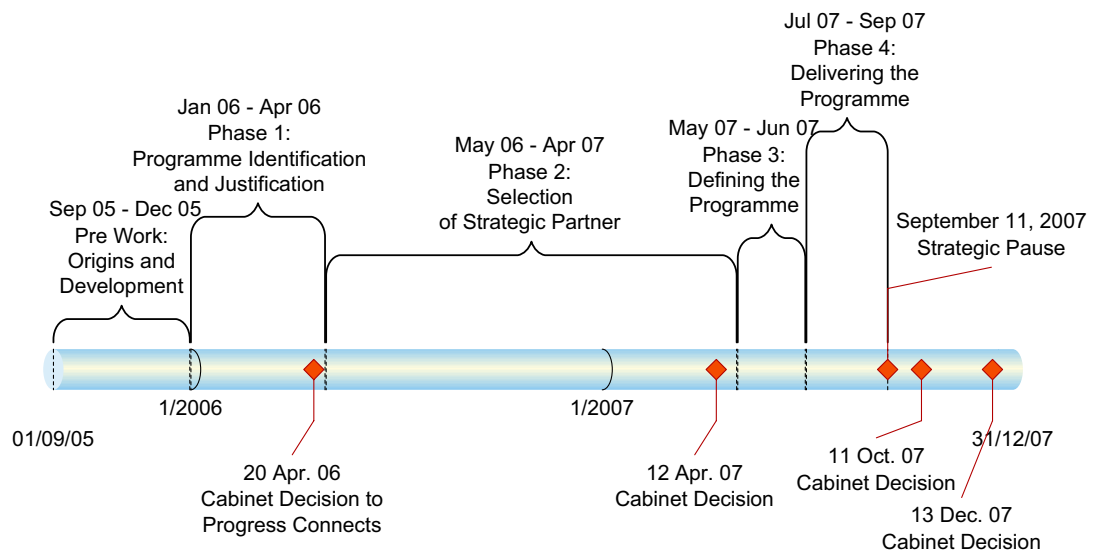 Jul 07 - Sep 07
Phase 4:
Delivering the
Programme
Jan 06 - Apr 06
Phase 1:
Programme Identification
and Justification
May 06 - Apr 07
Phase 2:
Selection
of Strategic Partner
May 07 - Jun 07
Phase 3:
Defining the
Programme
Sep 05 - Dec 05
Pre Work:
Origins and
Development
September 11, 2007
Strategic Pause
1/2006
1/2007
01/09/05
31/12/07
20 Apr. 06
Cabinet Decision to
Progress Connects
12 Apr. 07
Cabinet Decision
11 Oct. 07
Cabinet Decision
13 Dec. 07
Cabinet Decision